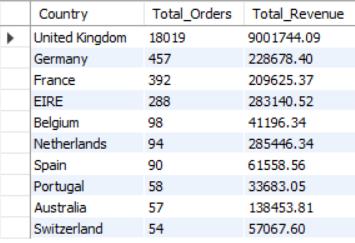 Country Total_Orders Total_Revenue
United Kingdom 18019 9001744.09
Germany 457 228678.40
France 392 209625.37
EIRE 288 283140.52
Belgium 98 41196.34
Netherlands 94 285446.34
Spain 90 61558.56
Portugal 58 33683.05
Australia 57 138453.81
Switzerland 54 57067.60